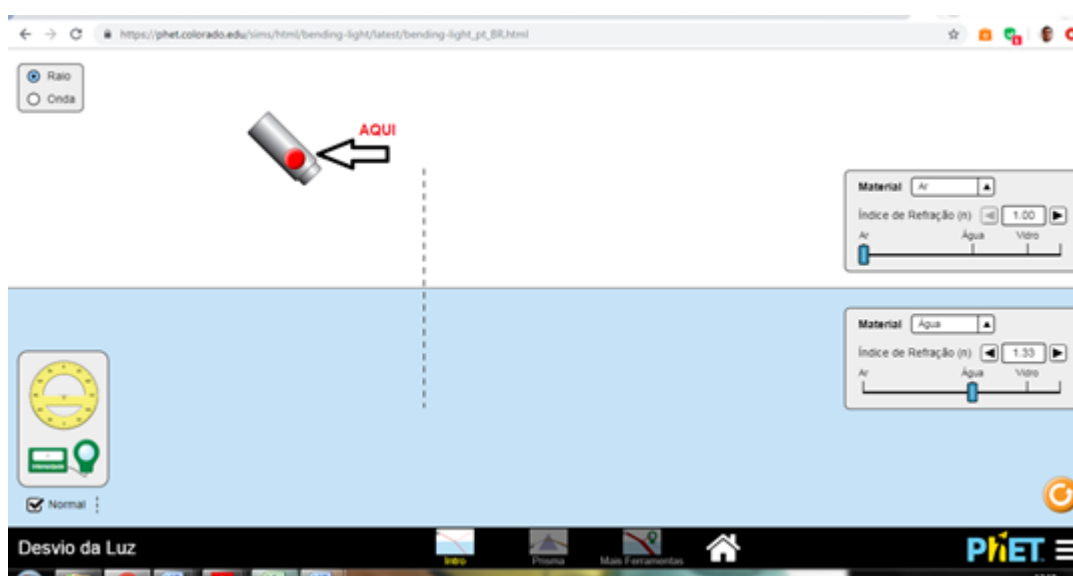 https://phet.colorado.edu/sims/html/bending-light/latest/bending-light_pt_BR.html
Raio
Onda
AQUI
Material Ar
Índice de Refração (n) 1.00
Ar Água Vidro
Material Água
Índice de Refração (n) 1.33
Ar Água Vidro
Normal
Desvio da Luz
Intro
Prisma
Mais Ferramentas
PhET